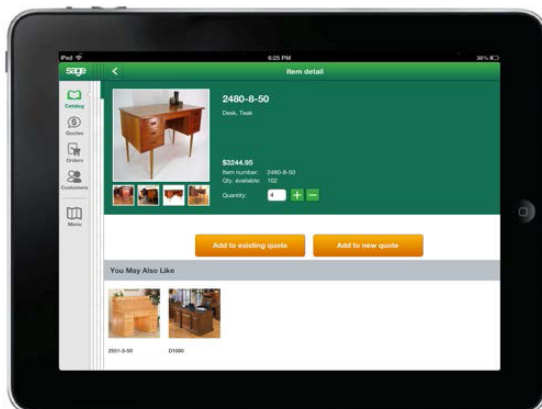 iPad
6:25 PM
38%
sage
Item detail
Catalog
Quotes
Orders
Customers
Menu
2480-8-50
Desk, Teak
$3244.95
Item number: 2480-8-50
Qty. available: 102
Quantity: 4
Add to existing quote
Add to new quote
You May Also Like
2551-3-50
D1000